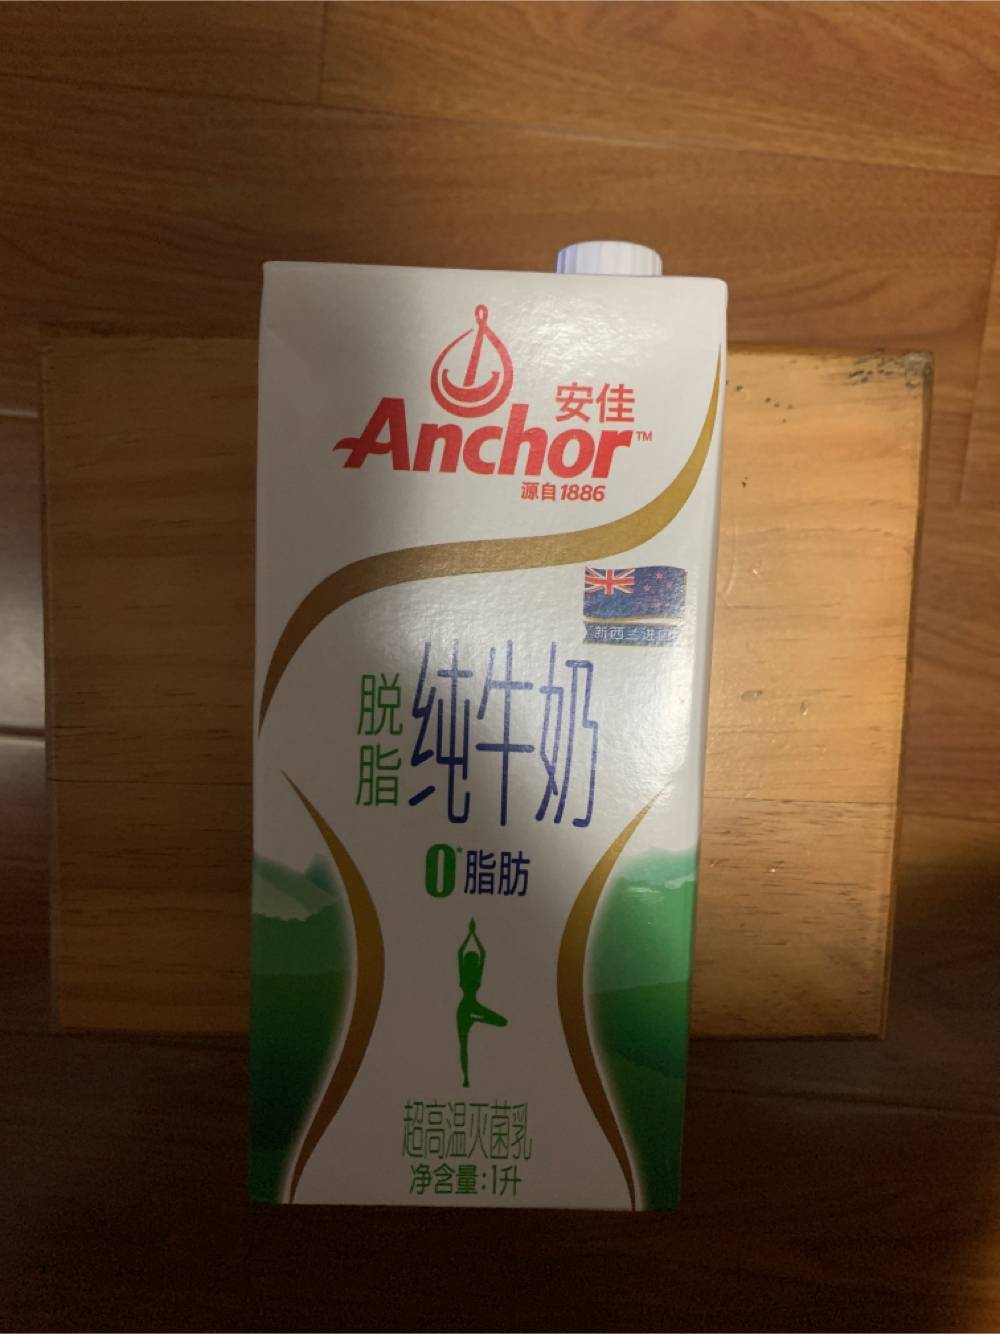 安佳
Anchor™
源自1886
新西兰进口
脱脂
纯牛奶
0*脂肪
超高温灭菌乳
净含量:1升